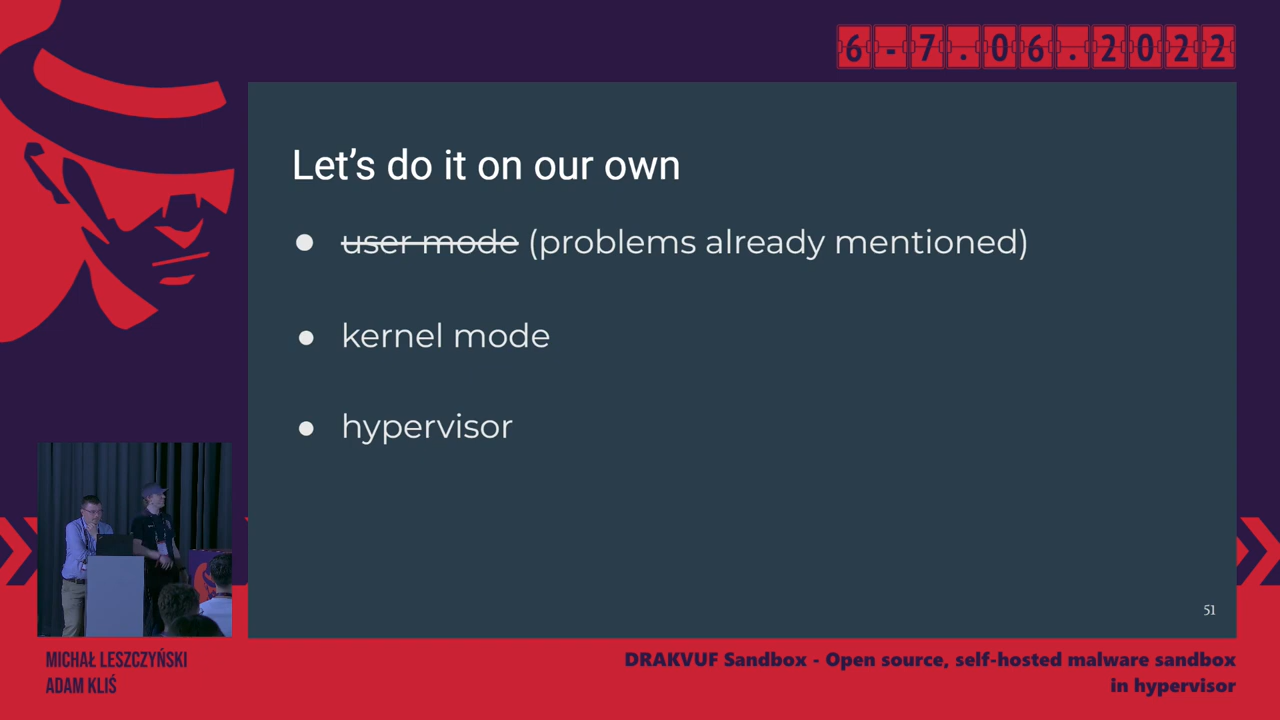 6-7.06.2022
Let's do it on our own
● user mode (problems already mentioned)
● kernel mode
● hypervisor
51
MICHAŁ LESZCZYŃSKI
ADAM KLIŚ
DRAKVUF Sandbox - Open source, self-hosted malware sandbox
in hypervisor